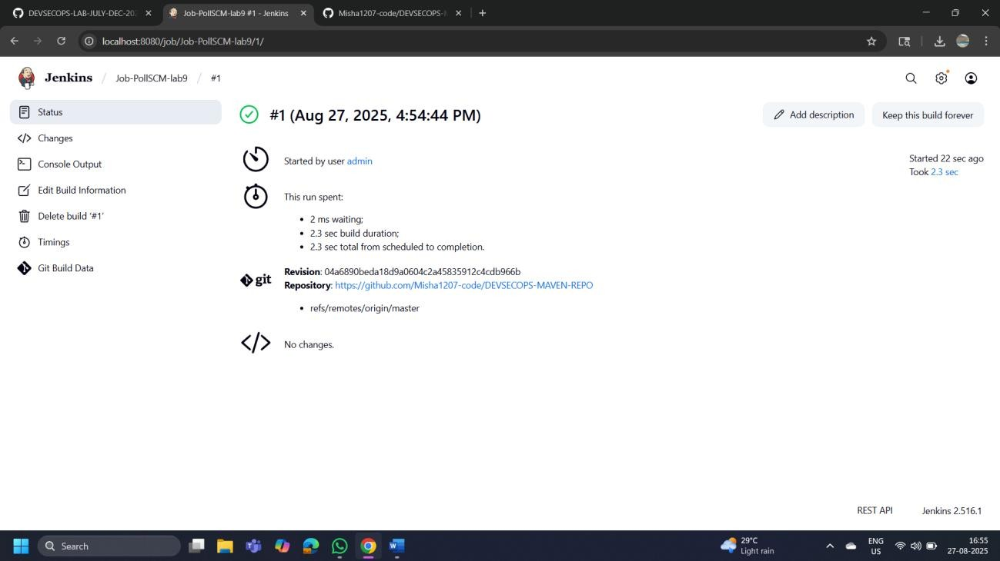 DEVSECOPS-LAB-JULY-DEC-202
Job-PollSCM-lab9 #1 - Jenkins
Misha1207-code/DEVSECOPS-M
localhost:8080/job/Job-PollSCM-lab9/1/
Jenkins / Job-PollSCM-lab9 / #1
Status
Changes
Console Output
Edit Build Information
Delete build ‘#1’
Timings
Git Build Data
#1 (Aug 27, 2025, 4:54:44 PM)
Add description
Keep this build forever
Started by user admin
Started 22 sec ago
Took 2.3 sec
This run spent:
• 2 ms waiting;
• 2.3 sec build duration;
• 2.3 sec total from scheduled to completion.
git
Revision: 04a6890beda18d9a0604c2a45835912c4cdb966b
Repository: https://github.com/Misha1207-code/DEVSECOPS-MAVEN-REPO
• refs/remotes/origin/master
No changes.
REST API
Jenkins 2.516.1
Search
29°C
Light rain
ENG
US
16:55
27-08-2025